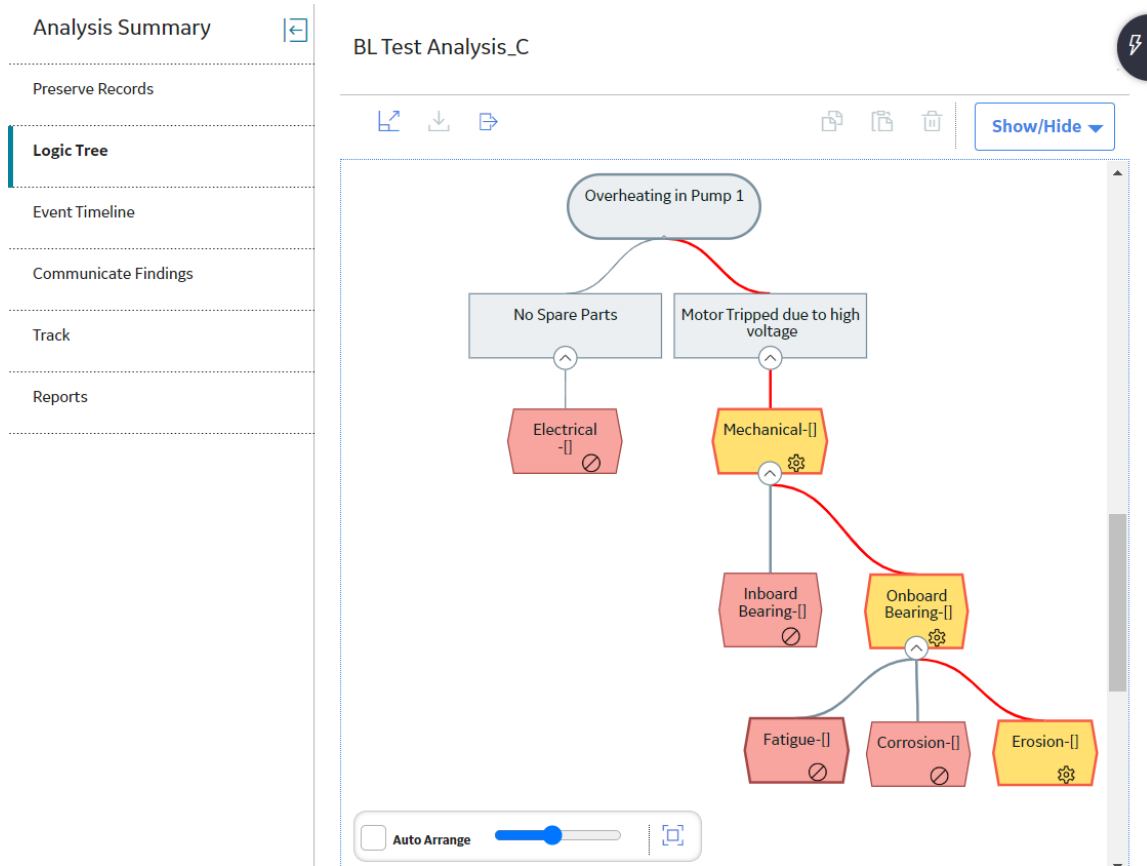 Analysis Summary
BL Test Analysis_C
Preserve Records
Logic Tree
Event Timeline
Communicate Findings
Track
Reports
Show/Hide
Overheating in Pump 1
No Spare Parts
Motor Tripped due to high
voltage
Electrical
-[]
Mechanical-[]
Inboard
Bearing-[]
Onboard
Bearing-[]
Fatigue-[]
Corrosion-[]
Erosion-[]
Auto Arrange